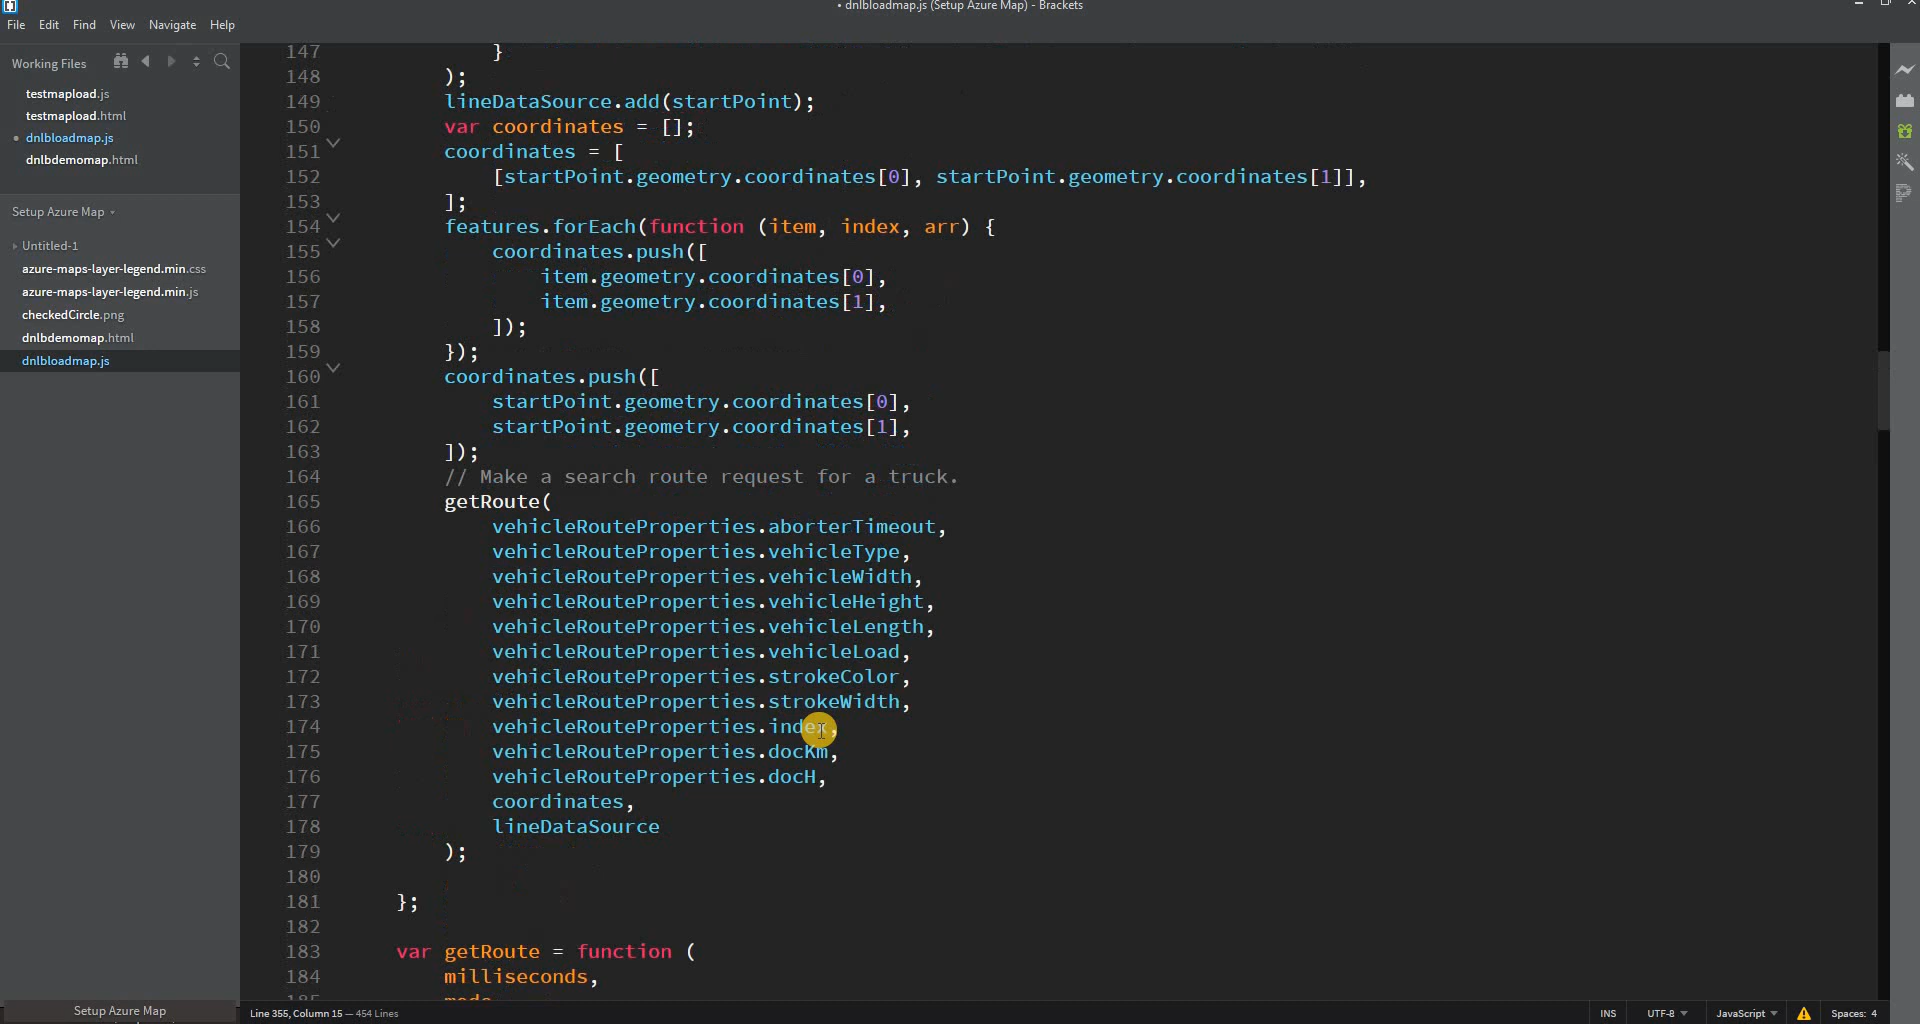 • dnlbloadmap.js (Setup Azure Map) - Brackets
File Edit Find View Navigate Help
Working Files
testmapload.js
testmapload.html
• dnlbloadmap.js
dnlbdemomap.html
Setup Azure Map
Untitled-1
azure-maps-layer-legend.min.css
azure-maps-layer-legend.min.js
checkedCircle.png
dnlbdemomap.html
dnlbloadmap.js
Setup Azure Map
147 }
148 );
149 lineDataSource.add(startPoint);
150 var coordinates = [];
151 coordinates = [
152 [startPoint.geometry.coordinates[0], startPoint.geometry.coordinates[1]],
153 ];
154 features.forEach(function (item, index, arr) {
155 coordinates.push([
156 item.geometry.coordinates[0],
157 item.geometry.coordinates[1],
158 ]);
159 });
160 coordinates.push([
161 startPoint.geometry.coordinates[0],
162 startPoint.geometry.coordinates[1],
163 ]);
164 // Make a search route request for a truck.
165 getRoute(
166 vehicleRouteProperties.aborterTimeout,
167 vehicleRouteProperties.vehicleType,
168 vehicleRouteProperties.vehicleWidth,
169 vehicleRouteProperties.vehicleHeight,
170 vehicleRouteProperties.vehicleLength,
171 vehicleRouteProperties.vehicleLoad,
172 vehicleRouteProperties.strokeColor,
173 vehicleRouteProperties.strokeWidth,
174 vehicleRouteProperties.index,
175 vehicleRouteProperties.docKm,
176 vehicleRouteProperties.docH,
177 coordinates,
178 lineDataSource
179 );
180
181 };
182
183 var getRoute = function (
184 milliseconds,
Line 355, Column 15 — 454 Lines
INS UTF-8 JavaScript Spaces: 4